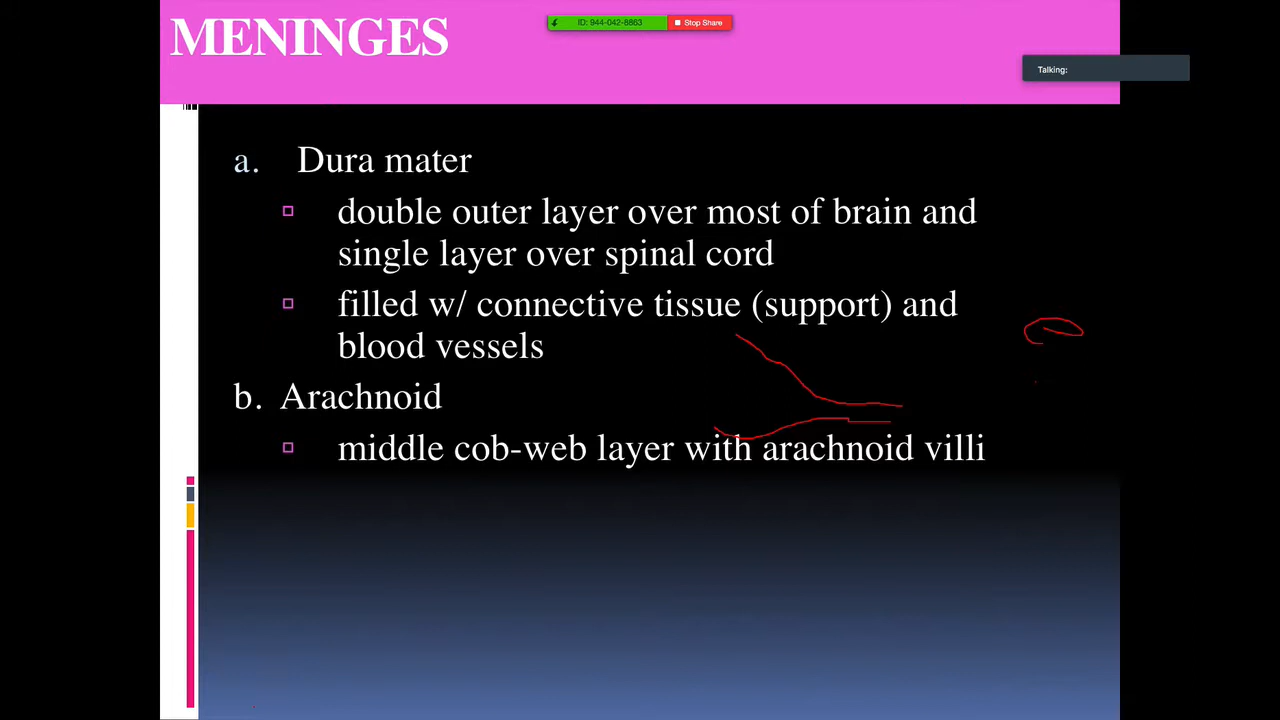 MENINGES
ID: 944-042-8863 Stop Share
Talking:
a. Dura mater
double outer layer over most of brain and
single layer over spinal cord
filled w/ connective tissue (support) and
blood vessels
b. Arachnoid
middle cob-web layer with arachnoid villi